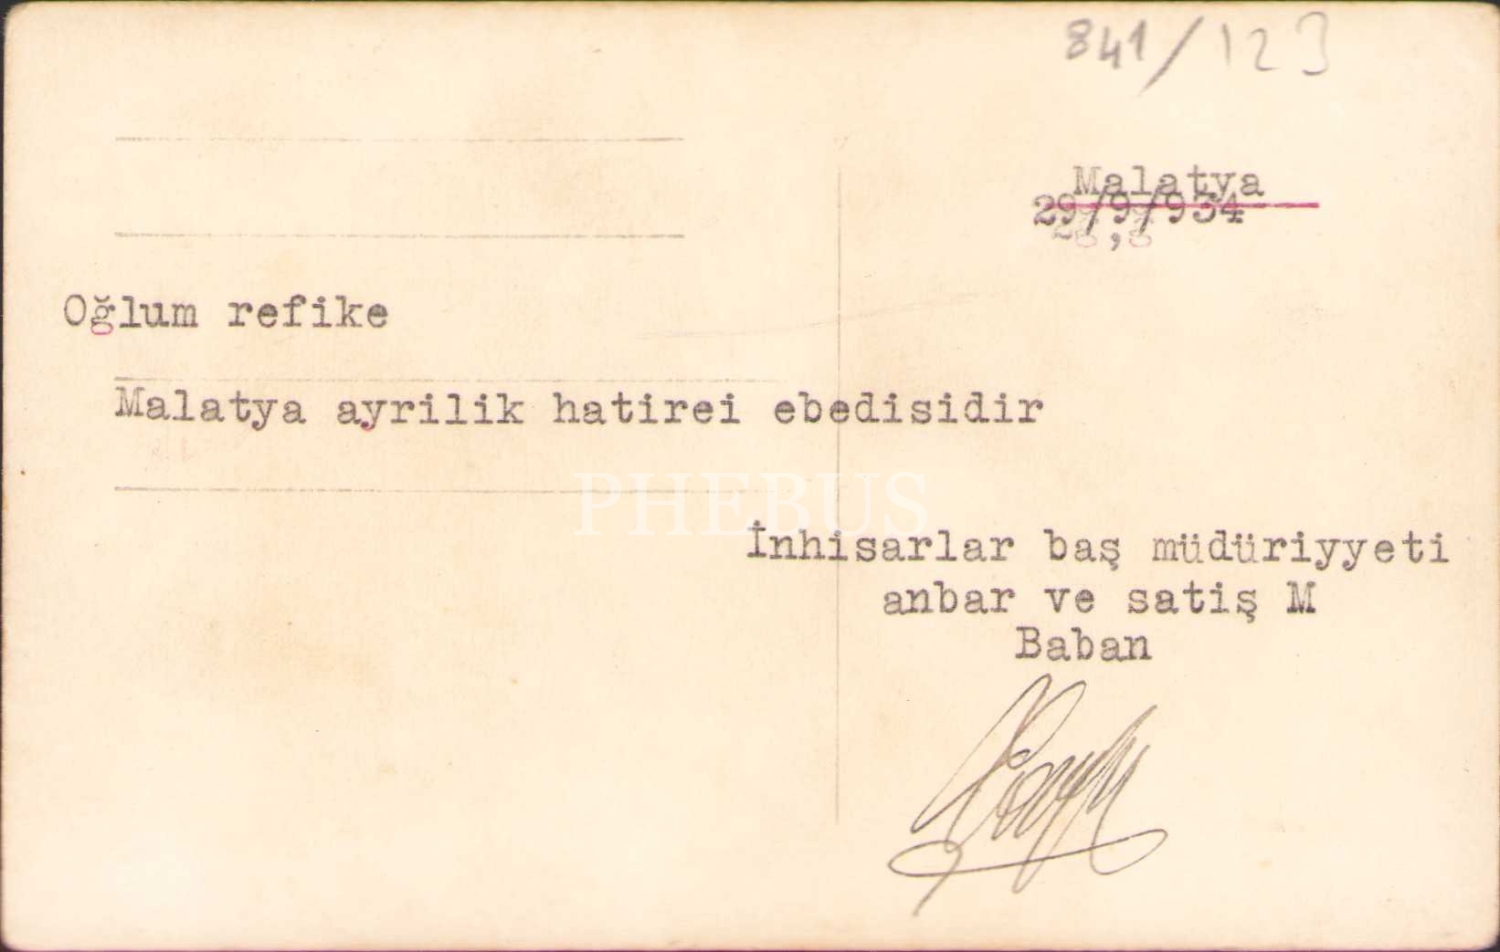 841/123
Malatya
29/9/934
Oğlum refike
Malatya ayrilik hatirei ebedisidir
PHEBUS
İnhisarlar baş müdüriyyeti
anbar ve satiş M
Baban